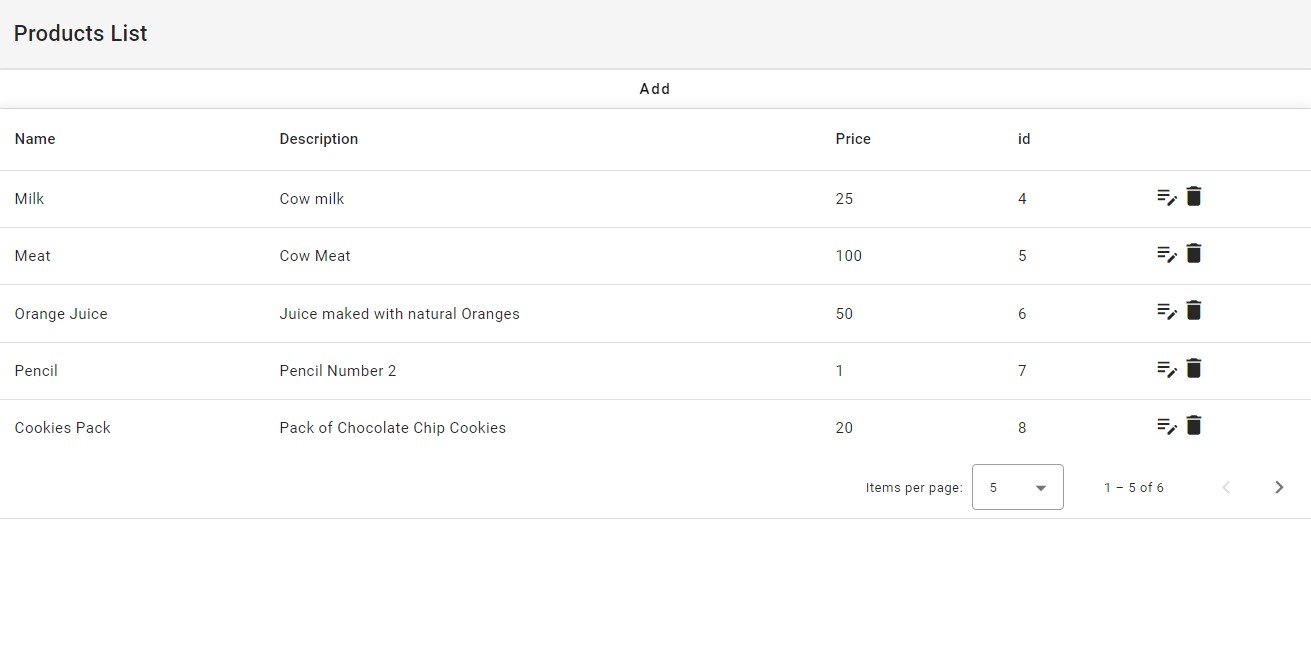 Products List
Add
Name Description Price id
Milk Cow milk 25 4
Meat Cow Meat 100 5
Orange Juice Juice maked with natural Oranges 50 6
Pencil Pencil Number 2 1 7
Cookies Pack Pack of Chocolate Chip Cookies 20 8
Items per page: 5 1 – 5 of 6